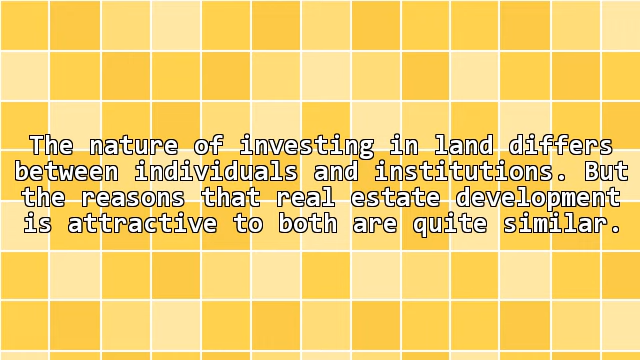 The nature of investing in land differs
between individuals and institutions. But
the reasons that real estate development
is attractive to both are quite similar.